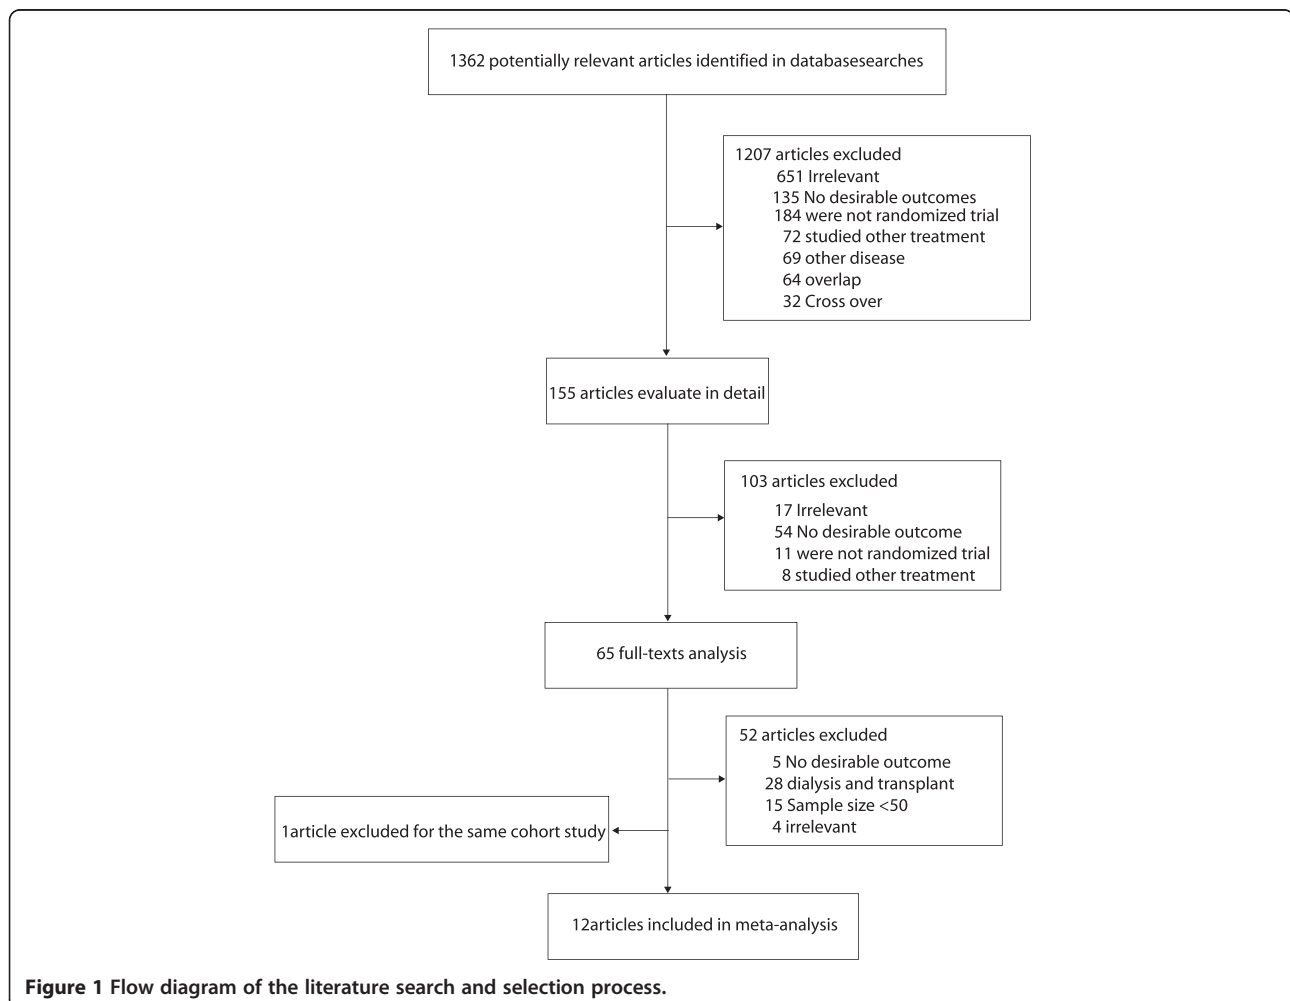 1362 potentially relevant articles identified in databasesearches
1207 articles excluded
651 Irrelevant
135 No desirable outcomes
184 were not randomized trial
72 studied other treatment
69 other disease
64 overlap
32 Cross over
155 articles evaluate in detail
103 articles excluded
17 Irrelevant
54 No desirable outcome
11 were not randomized trial
8 studied other treatment
65 full-texts analysis
52 articles excluded
5 No desirable outcome
28 dialysis and transplant
15 Sample size <50
4 irrelevant
1article excluded for the same cohort study
12articles included in meta-analysis
Figure 1 Flow diagram of the literature search and selection process.